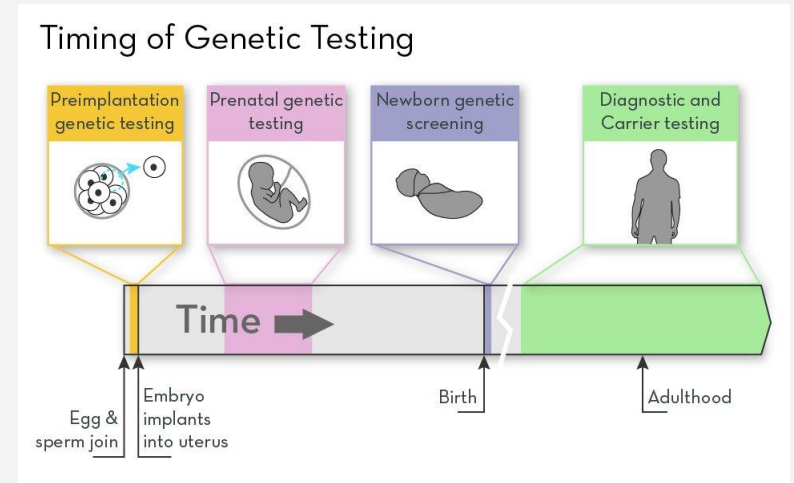 Timing of Genetic Testing
Preimplantation
genetic testing
Prenatal genetic
testing
Newborn genetic
screening
Diagnostic and
Carrier testing
Time
Egg &
sperm join
Embryo
implants
into uterus
Birth
Adulthood